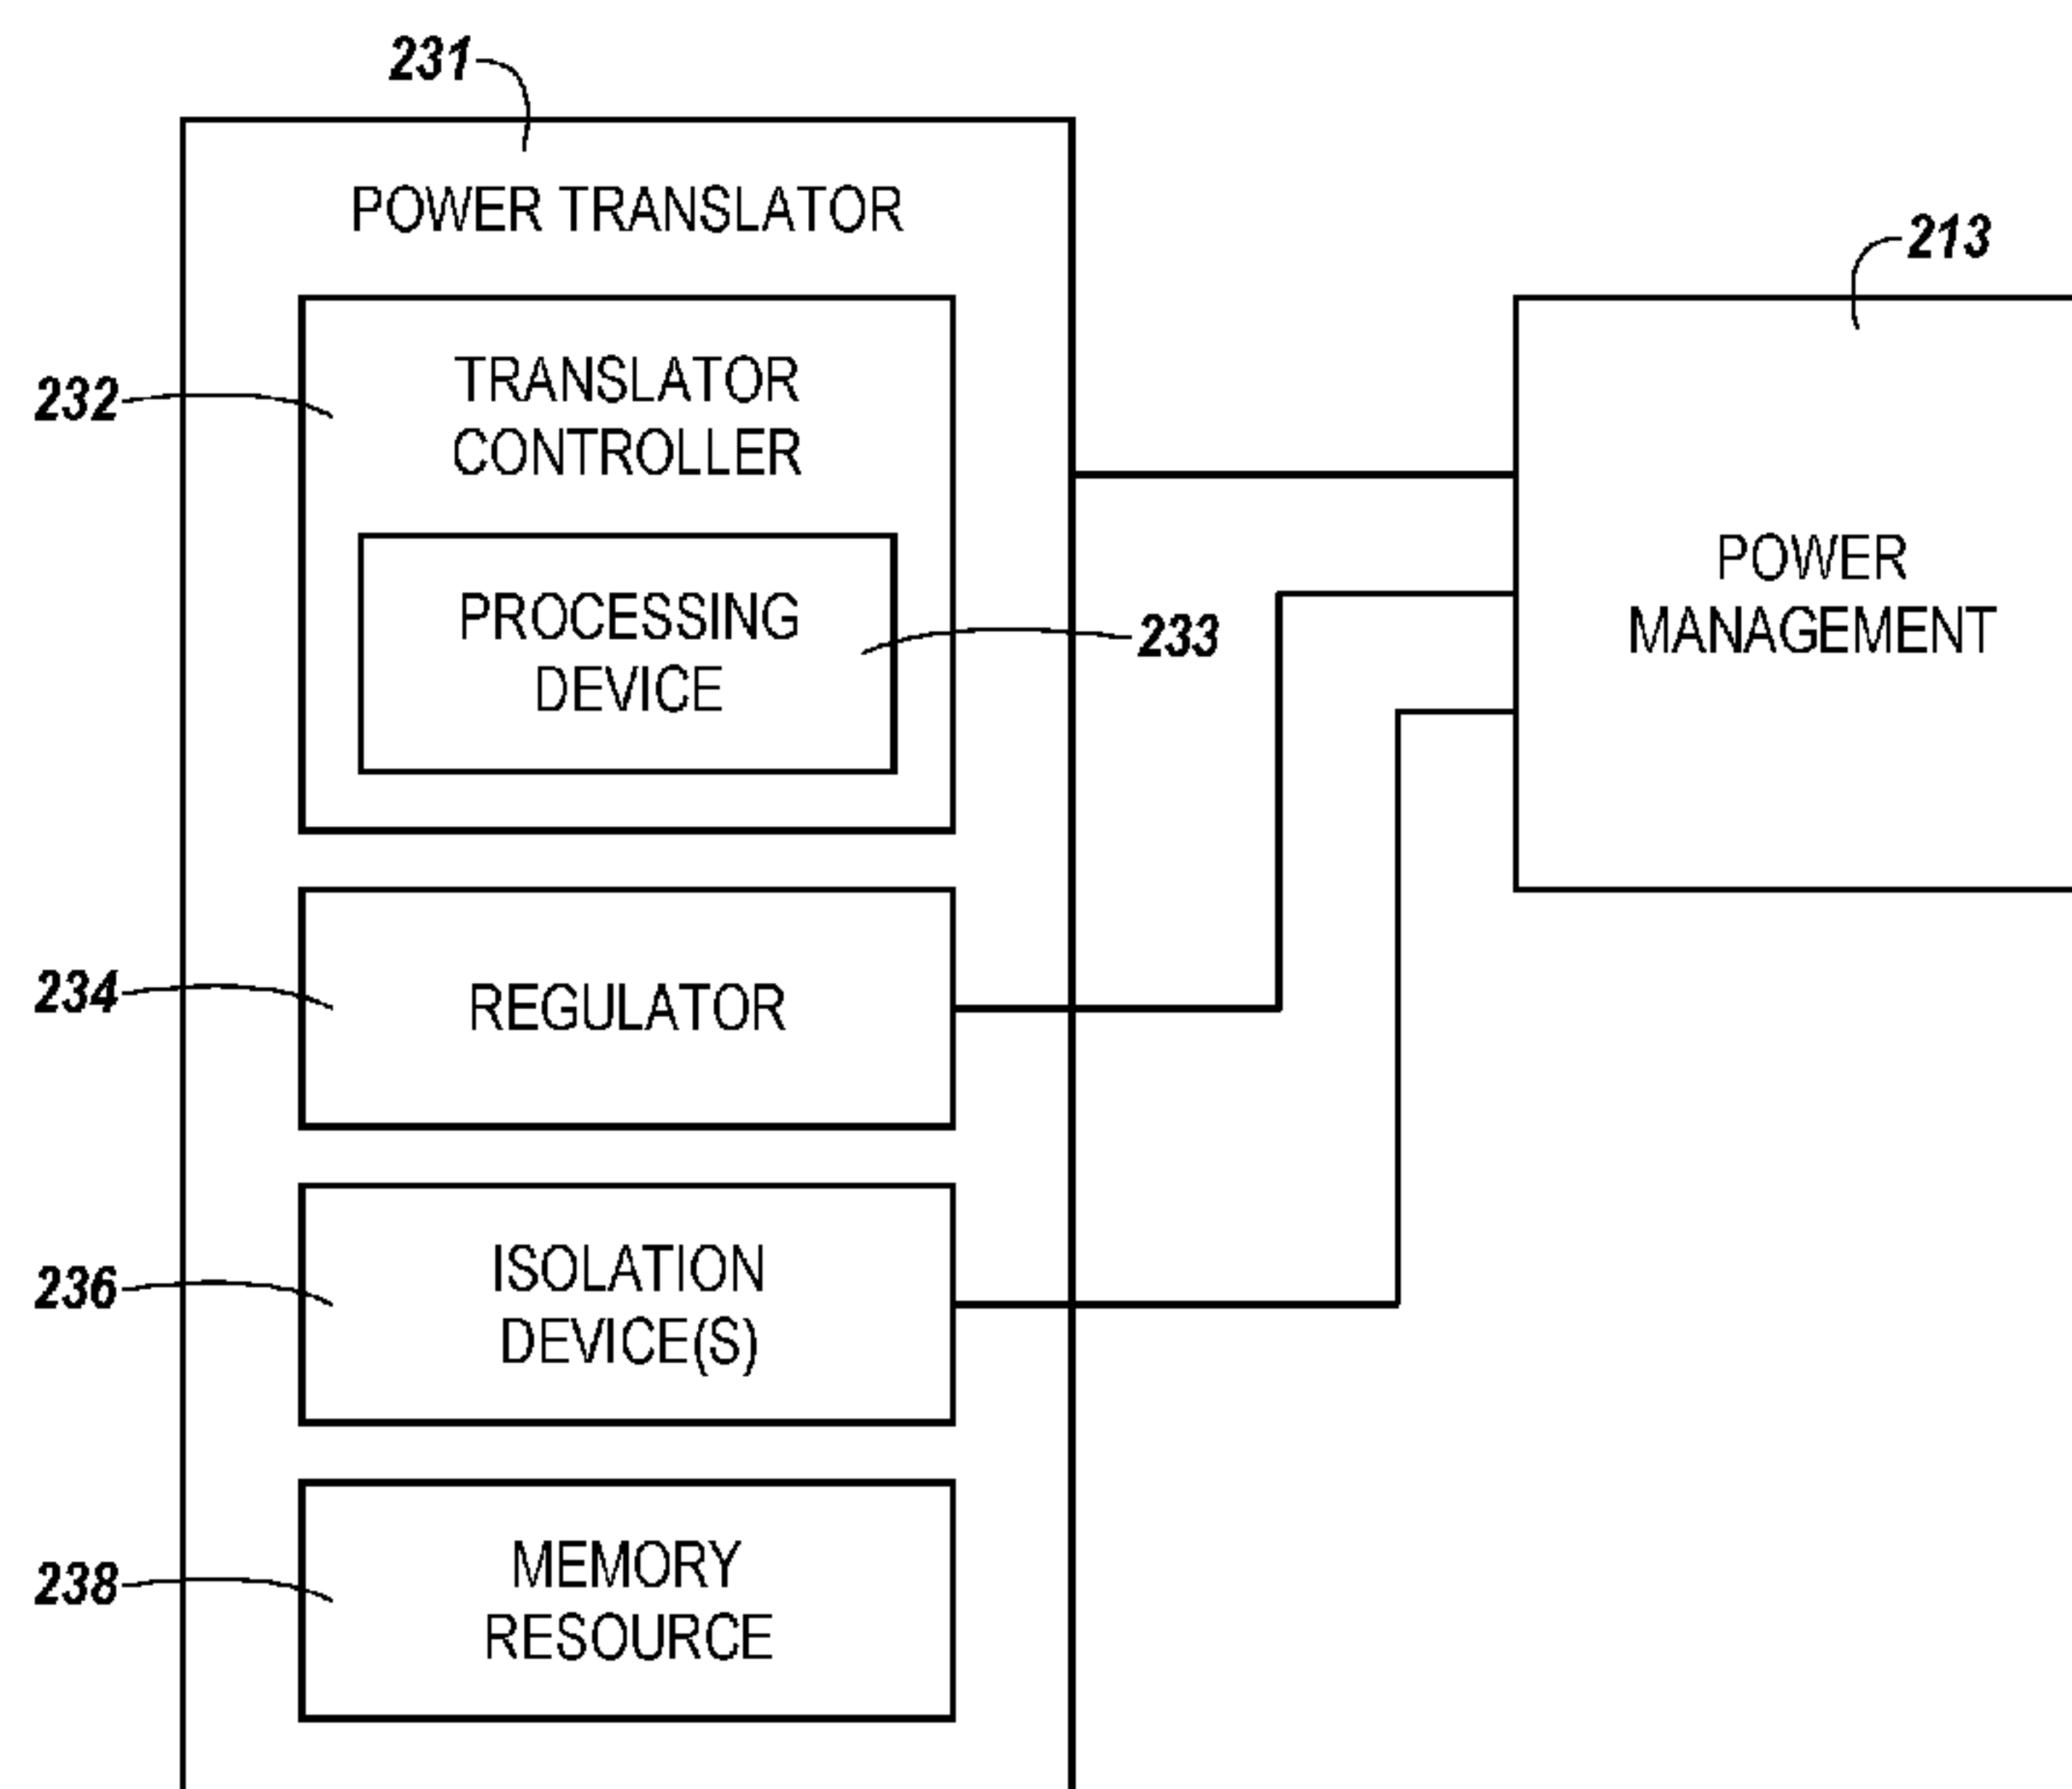 231
POWER TRANSLATOR
213
232
TRANSLATOR
CONTROLLER
POWER
MANAGEMENT
PROCESSING
DEVICE
233
234
REGULATOR
236
ISOLATION
DEVICE(S)
238
MEMORY
RESOURCE